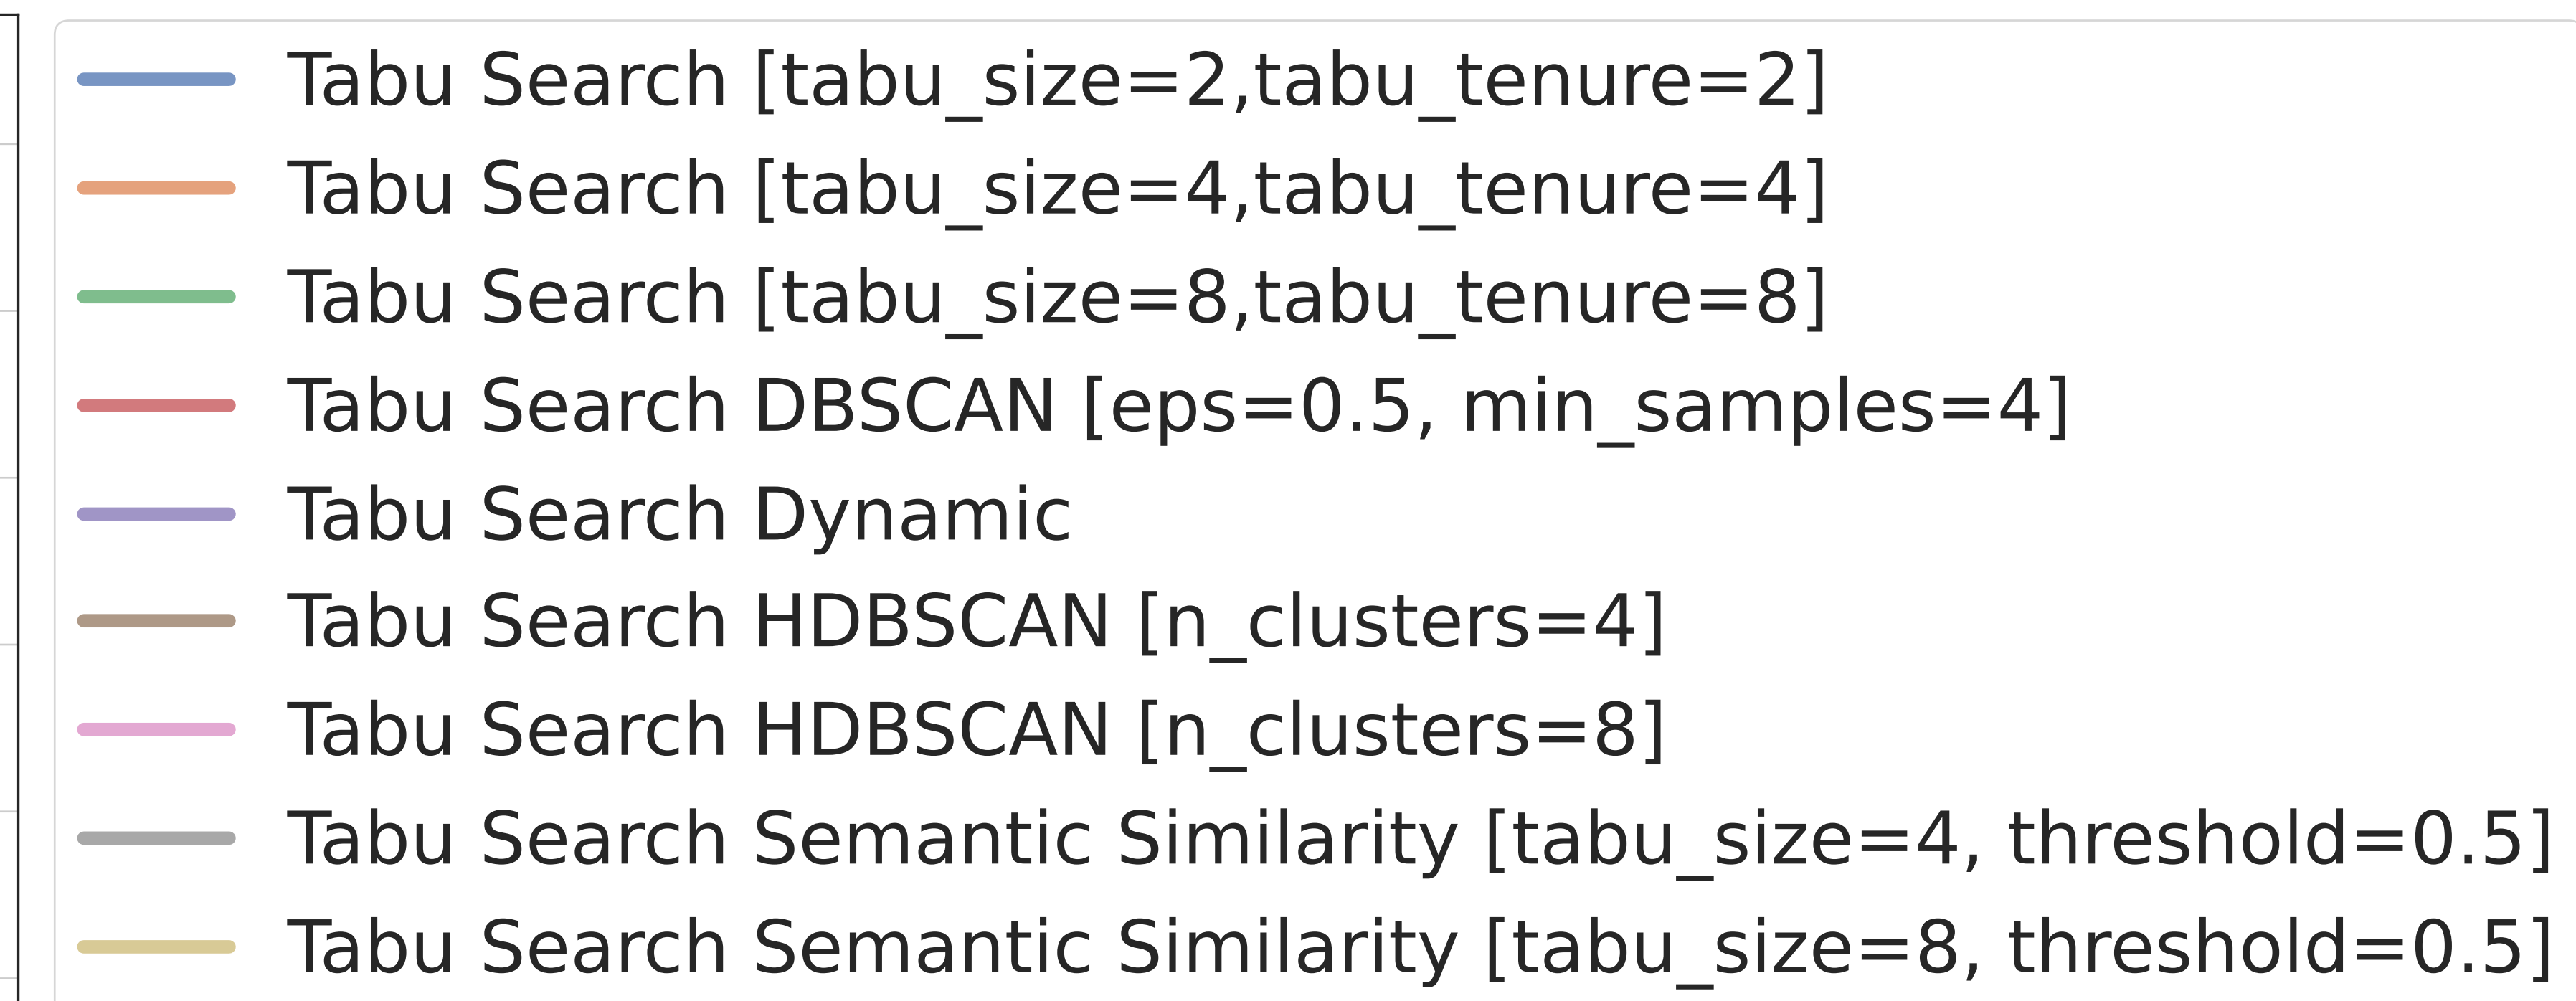 Tabu Search [tabu_size=2,tabu_tenure=2]
Tabu Search [tabu_size=4,tabu_tenure=4]
Tabu Search [tabu_size=8,tabu_tenure=8]
Tabu Search DBSCAN [eps=0.5, min_samples=4]
Tabu Search Dynamic
Tabu Search HDBSCAN [n_clusters=4]
Tabu Search HDBSCAN [n_clusters=8]
Tabu Search Semantic Similarity [tabu_size=4, threshold=0.5]
Tabu Search Semantic Similarity [tabu_size=8, threshold=0.5]